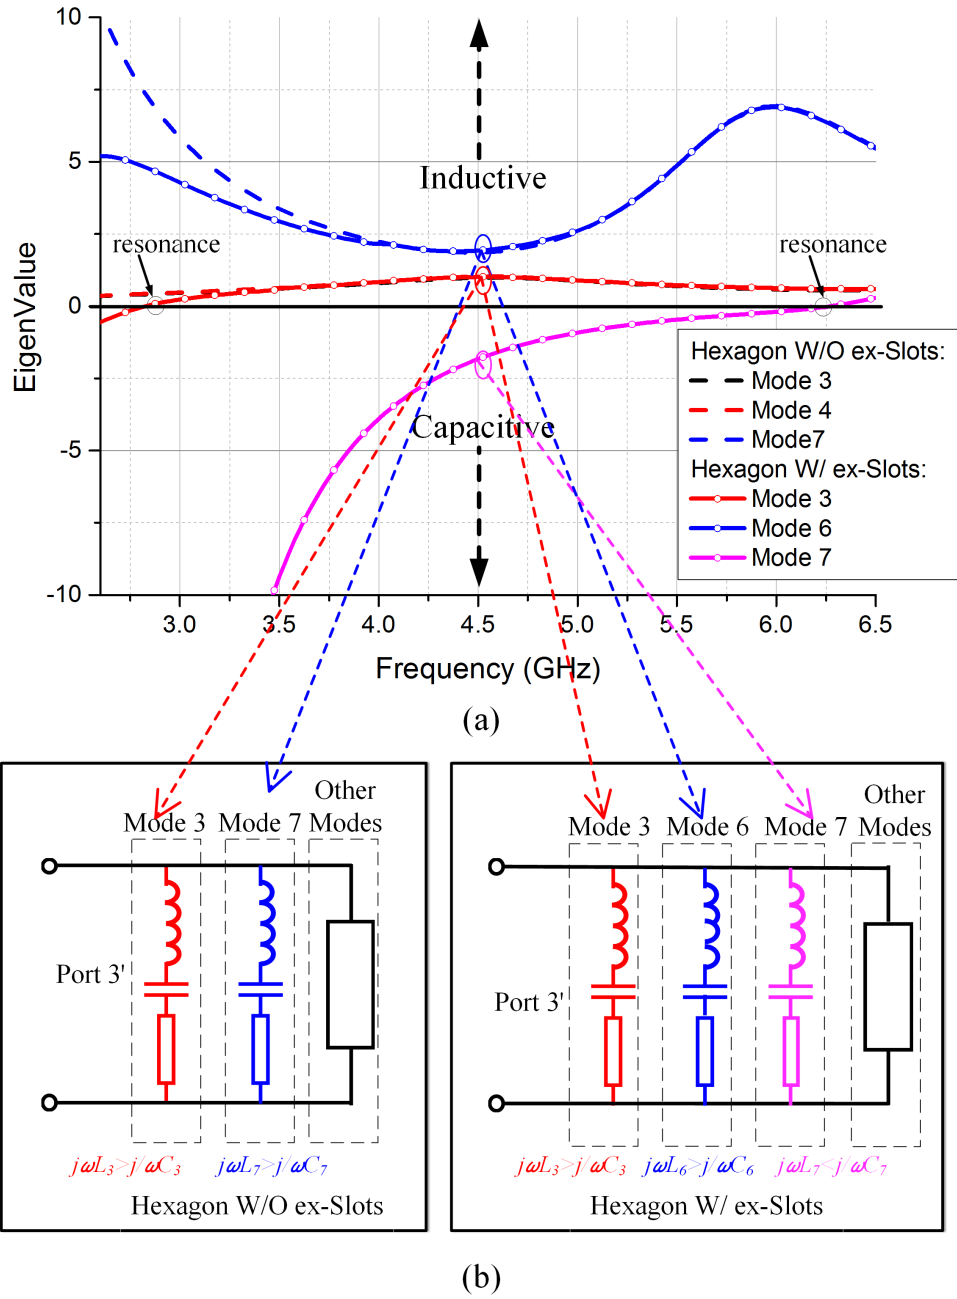 10
5
0
-5
-10
EigenValue
Inductive
resonance
resonance
Capacitive
Hexagon W/O ex-Slots:
Mode 3
Mode 4
Mode7
Hexagon W/ ex-Slots:
Mode 3
Mode 6
Mode 7
3.0 3.5 4.0 4.5 5.0 5.5 6.0 6.5
Frequency (GHz)
(a)
Other
Mode 3 Mode 7 Modes
Port 3'
jωL3>j/ωC3 jωL7>j/ωC7
Hexagon W/O ex-Slots
Other
Mode 3 Mode 6 Mode 7 Modes
Port 3'
jωL3>j/ωC3 jωL6>j/ωC6 jωL7<j/ωC7
Hexagon W/ ex-Slots
(b)